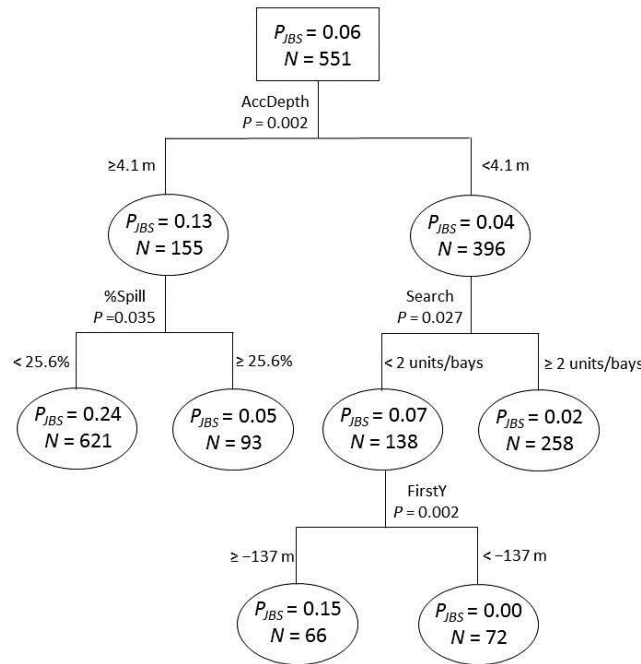 P_JBS = 0.06
N = 551
AccDepth
P = 0.002
≥4.1 m
<4.1 m
P_JBS = 0.13
N = 155
P_JBS = 0.04
N = 396
%Spill
P =0.035
Search
P = 0.027
< 25.6%
≥ 25.6%
< 2 units/bays
≥ 2 units/bays
P_JBS = 0.24
N = 621
P_JBS = 0.05
N = 93
P_JBS = 0.07
N = 138
P_JBS = 0.02
N = 258
FirstY
P = 0.002
≥ −137 m
< −137 m
P_JBS = 0.15
N = 66
P_JBS = 0.00
N = 72